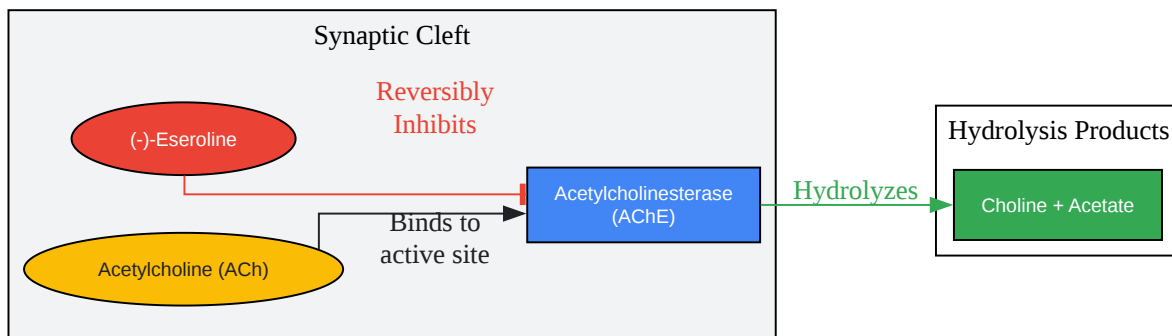 Synaptic Cleft
Reversibly
Inhibits
(-)-Eseroline
Acetylcholinesterase
(AChE)
Binds to
active site
Acetylcholine (ACh)
Hydrolyzes
Hydrolysis Products
Choline + Acetate